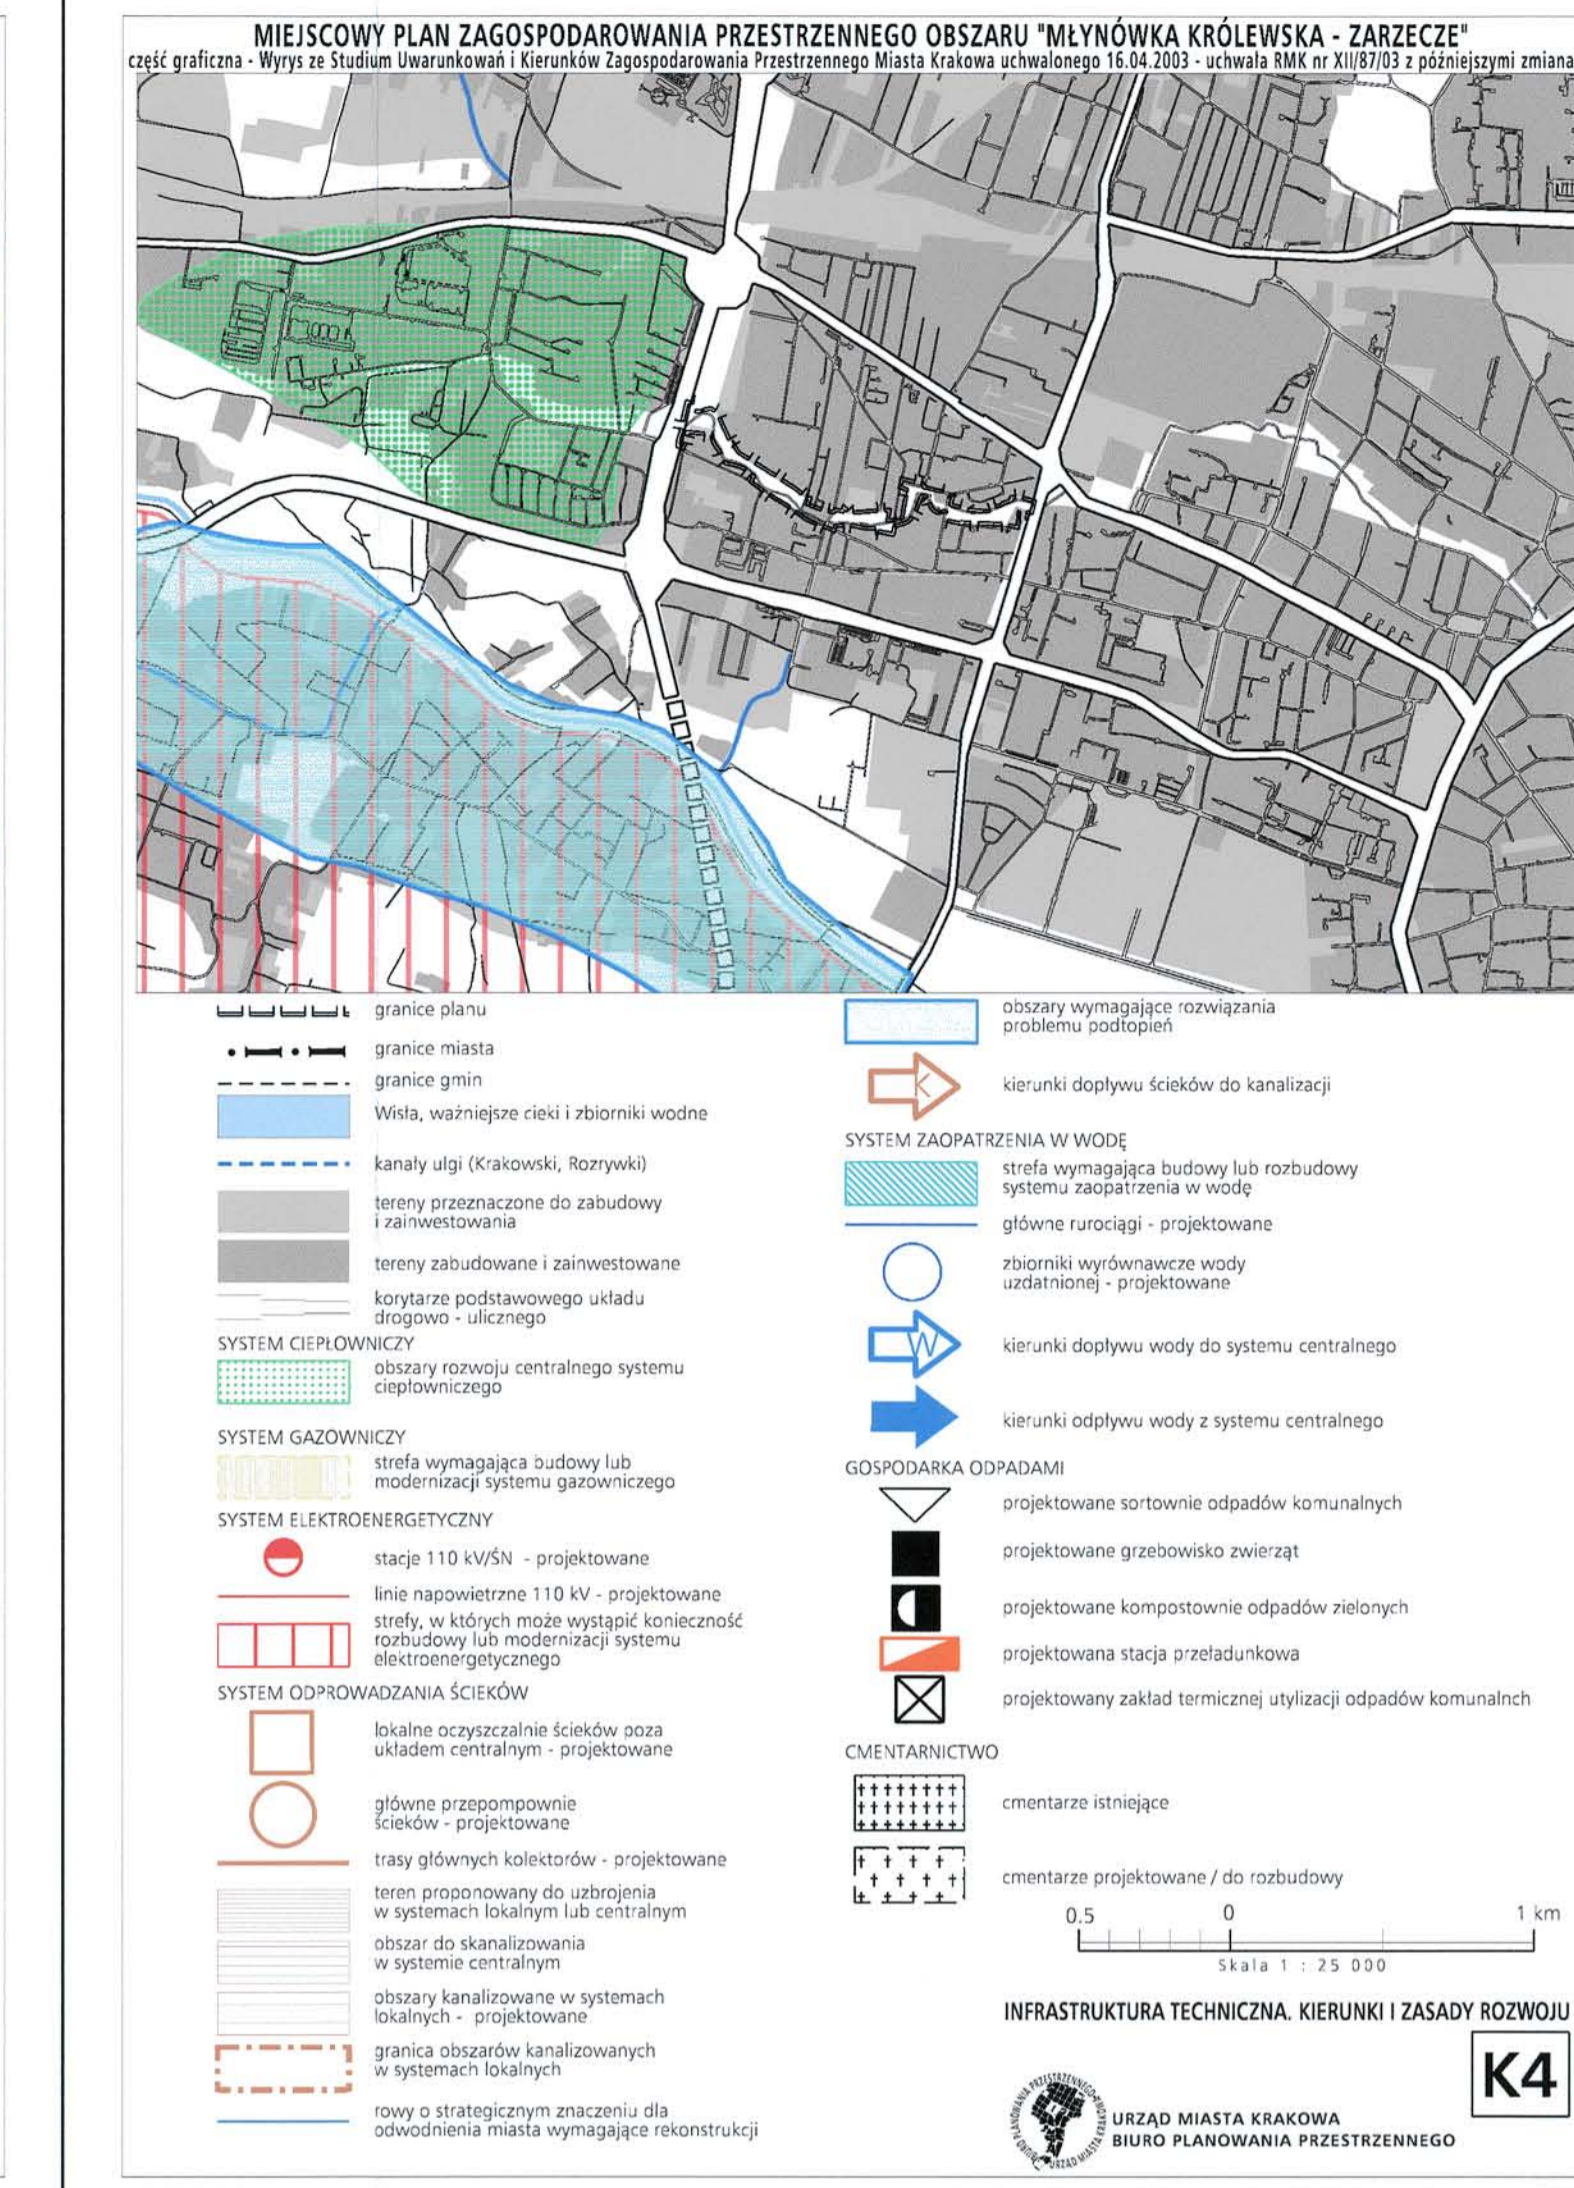 MIEJSCOWY PLAN ZAGOSPODAROWANIA PRZESTRZENNEGO OBSZARU "MŁYNÓWKA KRÓLEWSKA - ZARZECZE"
część graficzna - Wyrys ze Studium Uwarunkowań i Kierunków Zagospodarowania Przestrzennego Miasta Krakowa uchwalonego 16.04.2003 - uchwała RMK nr XII/87/03 z późniejszymi zmiana
granice planu
granice miasta
granice gmin
Wisła, ważniejsze cieki i zbiorniki wodne
kanały ulgi (Krakowski, Rozrywki)
tereny przeznaczone do zabudowy
i zainwestowania
tereny zabudowane i zainwestowane
korytarze podstawowego układu
drogowo - ulicznego
SYSTEM CIEPŁOWNICZY
obszary rozwoju centralnego systemu
ciepłowniczego
SYSTEM GAZOWNICZY
strefa wymagająca budowy lub
modernizacji systemu gazowniczego
SYSTEM ELEKTROENERGETYCZNY
stacje 110 kV/ŚN - projektowane
linie napowietrzne 110 kV - projektowane
strefy, w których może wystąpić konieczność
rozbudowy lub modernizacji systemu
elektroenergetycznego
SYSTEM ODPROWADZANIA ŚCIEKÓW
lokalne oczyszczalnie ścieków poza
układem centralnym - projektowane
główne przepompownie
ścieków - projektowane
trasy głównych kolektorów - projektowane
teren proponowany do uzbrojenia
w systemach lokalnym lub centralnym
obszar do skanalizowania
w systemie centralnym
obszary kanalizowane w systemach
lokalnych - projektowane
granica obszarów kanalizowanych
w systemach lokalnych
rowy o strategicznym znaczeniu dla
odwodnienia miasta wymagające rekonstrukcji
obszary wymagające rozwiązania
problemu podtopień
K
kierunki dopływu ścieków do kanalizacji
SYSTEM ZAOPATRZENIA W WODĘ
strefa wymagająca budowy lub rozbudowy
systemu zaopatrzenia w wodę
główne rurociągi - projektowane
zbiorniki wyrównawcze wody
uzdatnionej - projektowane
W
kierunki dopływu wody do systemu centralnego
kierunki odpływu wody z systemu centralnego
GOSPODARKA ODPADAMI
projektowane sortownie odpadów komunalnych
projektowane grzebowisko zwierząt
projektowane kompostownie odpadów zielonych
projektowana stacja przeładunkowa
projektowany zakład termicznej utylizacji odpadów komunalnch
CMENTARNICTWO
cmentarze istniejące
cmentarze projektowane / do rozbudowy
0.5 0 1 km
Skala 1 : 25 000
INFRASTRUKTURA TECHNICZNA. KIERUNKI I ZASADY ROZWOJU
K4
BIURO PLANOWANIA PRZESTRZENNEGO URZĄD MIASTA KRAKOWA
URZĄD MIASTA KRAKOWA
BIURO PLANOWANIA PRZESTRZENNEGO